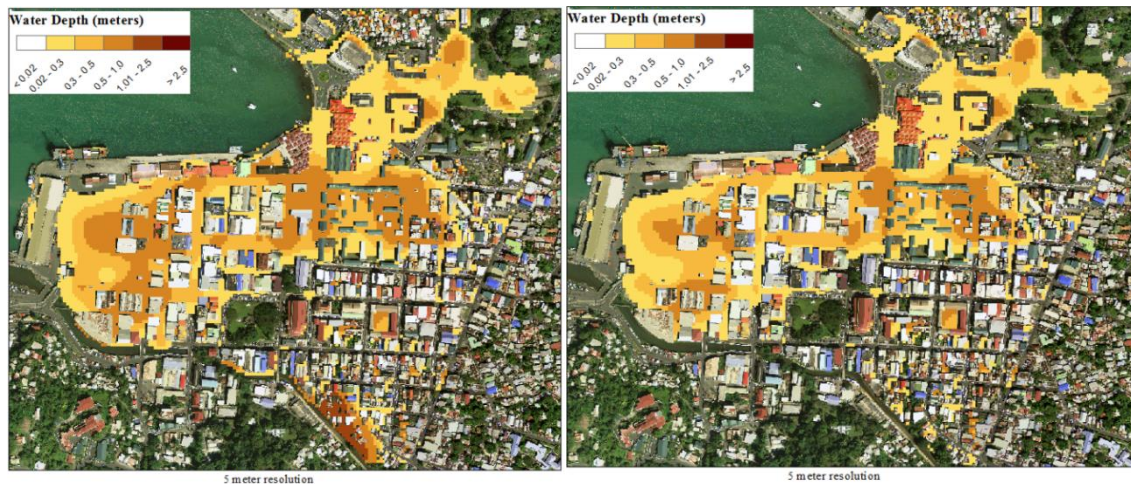 Water Depth (meters)
< 0.02
0.02 - 0.3
0.3 - 0.5
0.5 - 1.0
1.01 - 2.5
> 2.5
5 meter resolution
Water Depth (meters)
< 0.02
0.02 - 0.3
0.3 - 0.5
0.5 - 1.0
1.01 - 2.5
> 2.5
5 meter resolution